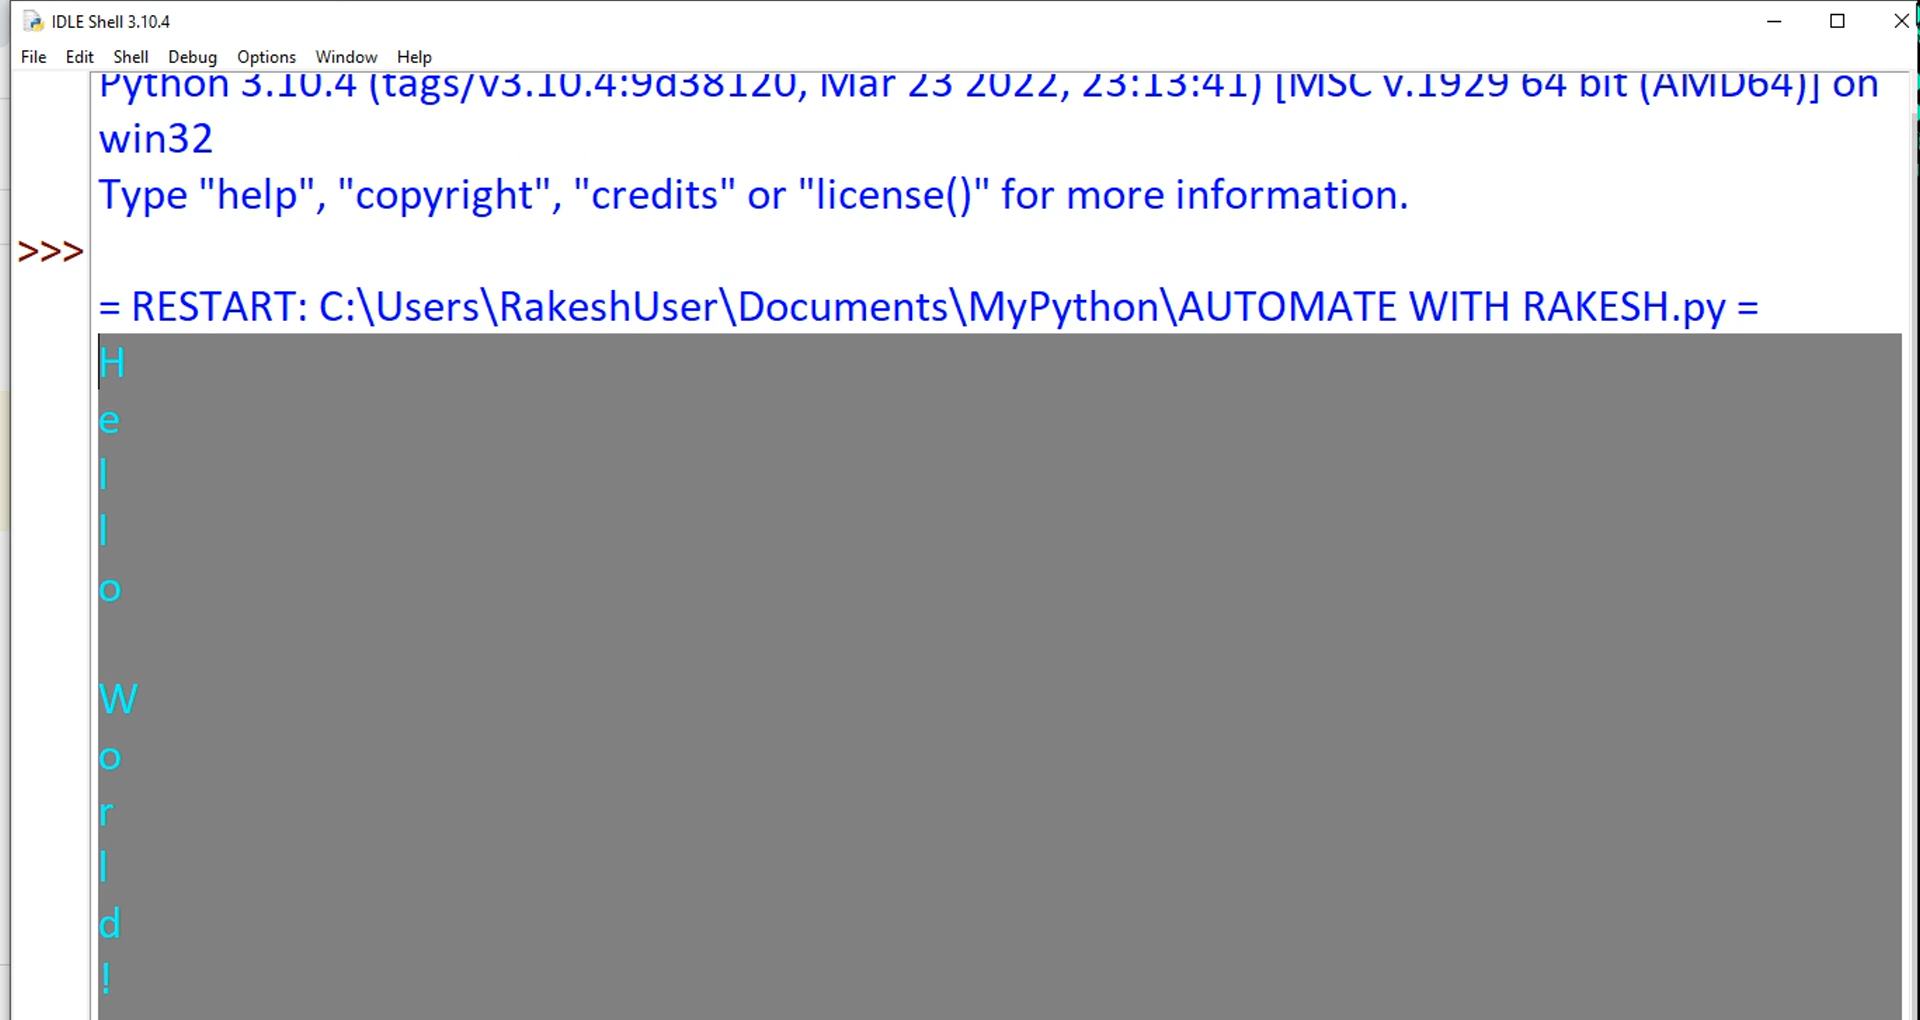 IDLE Shell 3.10.4
File Edit Shell Debug Options Window Help
Python 3.10.4 (tags/v3.10.4:9d38120, Mar 23 2022, 23:13:41) [MSC v.1929 64 bit (AMD64)] on
win32
Type "help", "copyright", "credits" or "license()" for more information.
>>>
= RESTART: C:\Users\RakeshUser\Documents\MyPython\AUTOMATE WITH RAKESH.py =
H
e
l
l
o

W
o
r
l
d
!